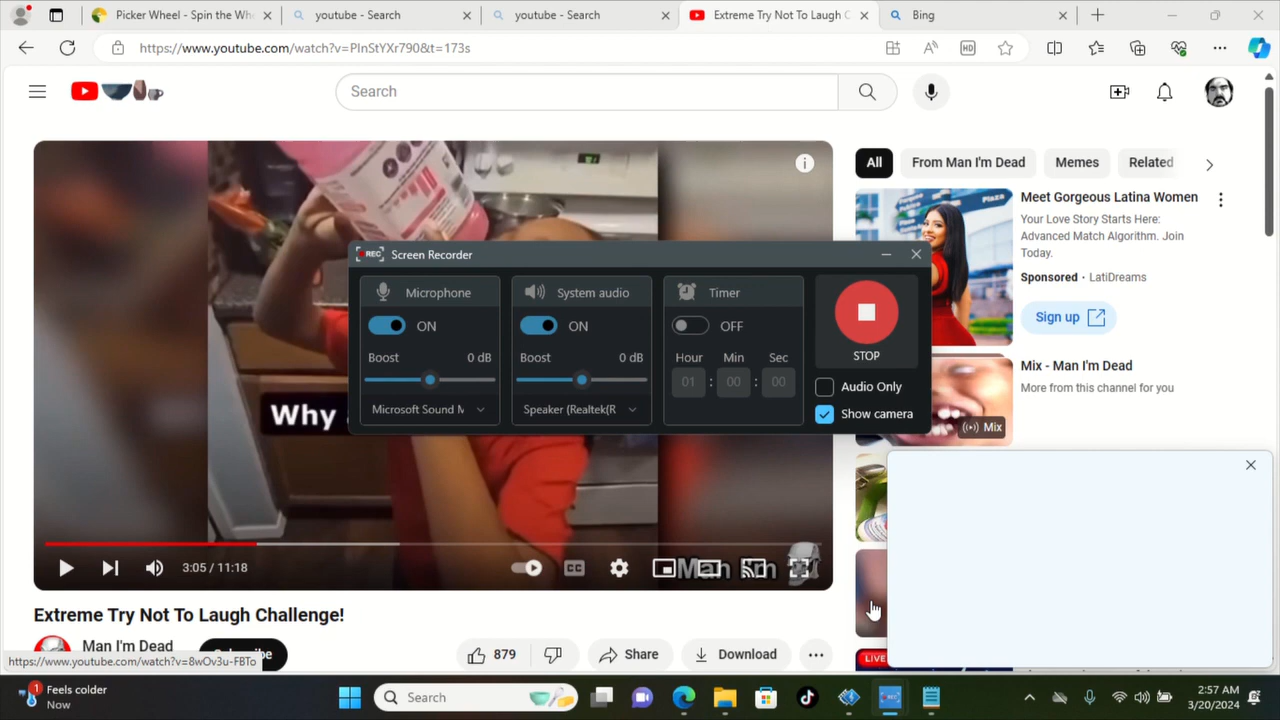 Picker Wheel - Spin the Wh
youtube - Search
youtube - Search
Extreme Try Not To Laugh C
Bing
https://www.youtube.com/watch?v=PInStYXr790&t=173s
Search
All
From Man I'm Dead
Memes
Related
Meet Gorgeous Latina Women
Your Love Story Starts Here:
Advanced Match Algorithm. Join
Today.
Sponsored · LatiDreams
Sign up
Mix - Man I'm Dead
More from this channel for you
Mix
REC Screen Recorder
Microphone
System audio
Timer
ON
ON
OFF
Boost 0 dB
Boost 0 dB
Hour Min Sec
01 : 00 : 00
STOP
Audio Only
Show camera
Microsoft Sound M
Speaker (Realtek(R
Why
3:05 / 11:18
CC
Man I'm
Extreme Try Not To Laugh Challenge!
Man I'm Dead
Subscribe
879
Share
Download
LIVE
https://www.youtube.com/watch?v=8wOv3u-FBTo
1
Feels colder
Now
Search
2:57 AM
3/20/2024